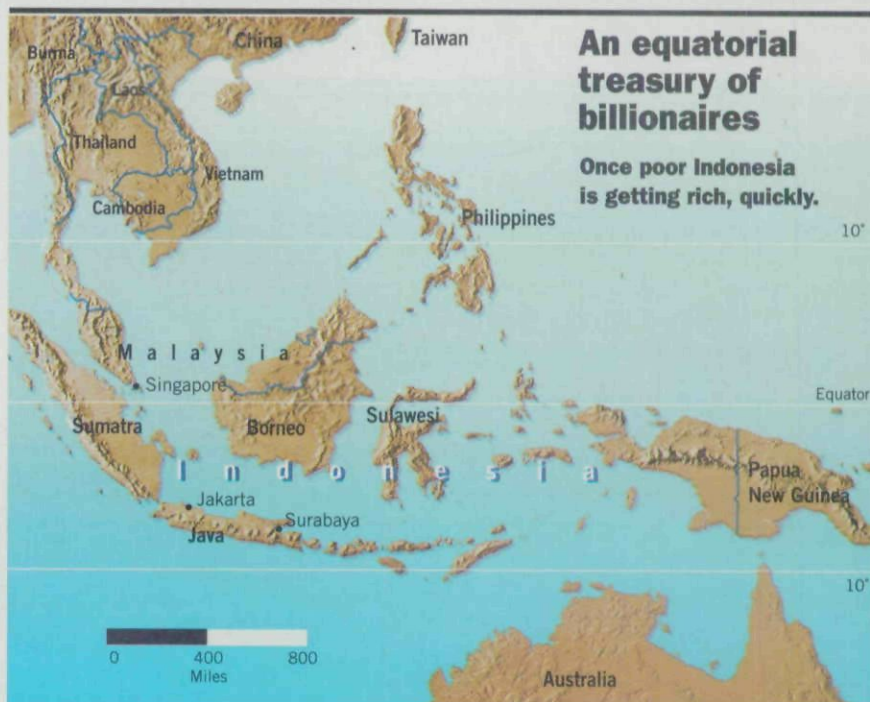 An equatorial
treasury of
billionaires
Once poor Indonesia
is getting rich, quickly.
Burma
China
Taiwan
Laos
Thailand
Vietnam
Cambodia
Philippines
10°
Malaysia
Singapore
Equator
Sumatra
Borneo
Sulawesi
Indonesia
Papua
New Guinea
Jakarta
Surabaya
Java
10°
0 400 800
Miles
Australia